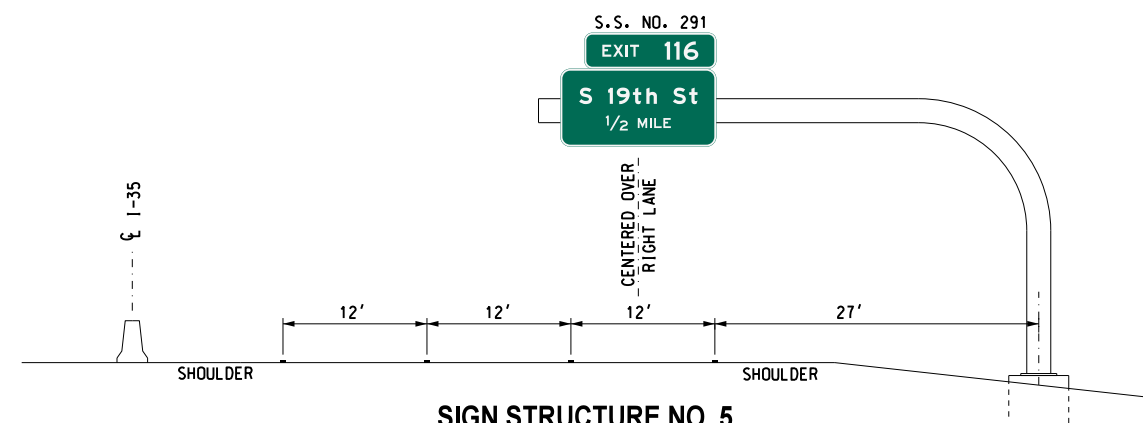 S.S. NO. 291
EXIT 116
S 19th St
1/2 MILE
CENTERED OVER
RIGHT LANE
℄ I-35
12'
12'
12'
27'
SHOULDER
SHOULDER
SIGN STRUCTURE NO. 5